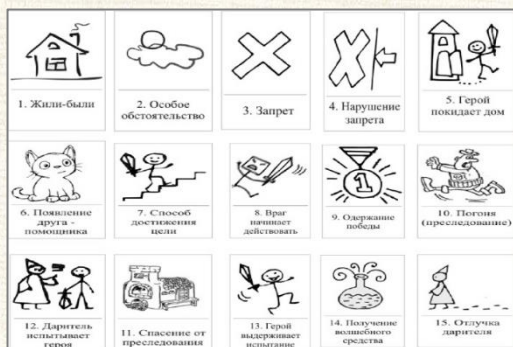 1. Жили-были
2. Особое
обстоятельство
3. Запрет
4. Нарушение
запрета
5. Герой
покидает дом
6. Появление
друга -
помощника
7. Способ
достижения
цели
8. Враг
начинает
действовать
9. Одержание
победы
10. Погоня
(преследование)
12. Даритель
испытывает
героя
11. Спасение от
преследования
13. Герой
выдерживает
испытание
14. Получение
волшебного
средства
15. Отлучка
дарителя
1